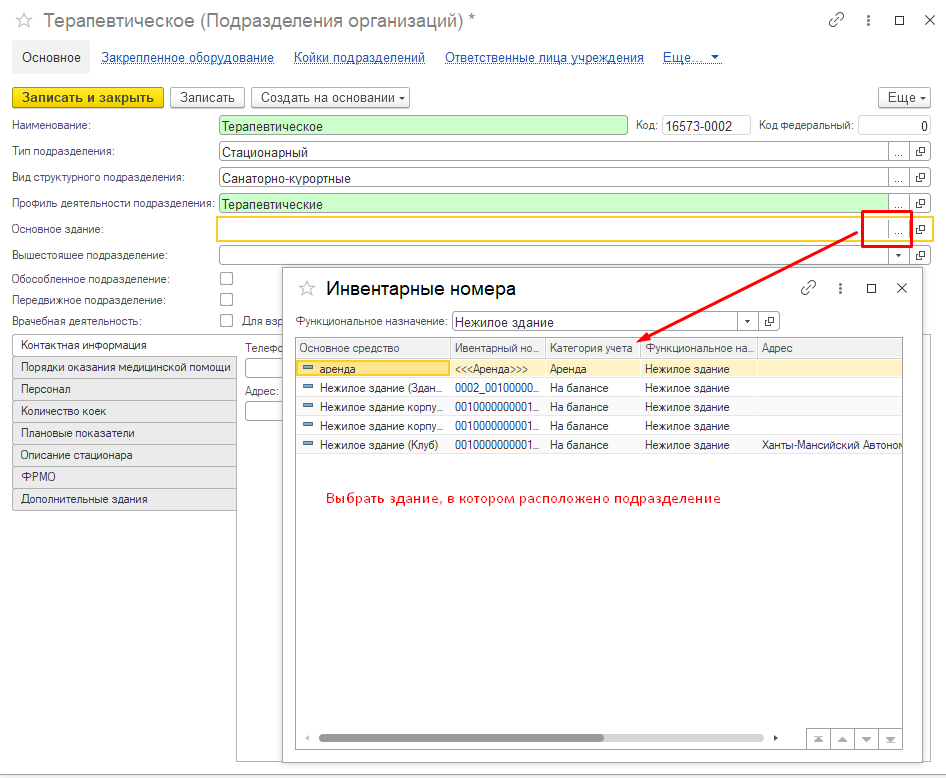 Терапевтическое (Подразделения организаций) *
Основное Закрепленное оборудование Койки подразделений Ответственные лица учреждения Еще...
Записать и закрыть Записать Создать на основании Еще
Наименование: Терапевтическое Код: 16573-0002 Код федеральный: 0
Тип подразделения: Стационарный ...
Вид структурного подразделения: Санаторно-курортные ...
Профиль деятельности подразделения: Терапевтические ...
Основное здание: ...
Вышестоящее подразделение:
Обособленное подразделение:
Передвижное подразделение:
Врачебная деятельность: Для взр
Контактная информация
Порядки оказания медицинской помощи
Персонал
Количество коек
Плановые показатели
Описание стационара
ФРМО
Дополнительные здания
Телефо
Адрес:
Инвентарные номера
Функциональное назначение: Нежилое здание
Основное средство Ивентарный но... Категория учета Функциональное на... Адрес
аренда <<<Аренда>>> Аренда Нежилое здание
Нежилое здание (Здан... 0002_00100000... На балансе Нежилое здание
Нежилое здание корпу... 0010000000001... На балансе Нежилое здание
Нежилое здание корпу... 0010000000001... На балансе Нежилое здание
Нежилое здание (Клуб) 0010000000001... На балансе Нежилое здание Ханты-Мансийский Автоном
Выбрать здание, в котором расположено подразделение